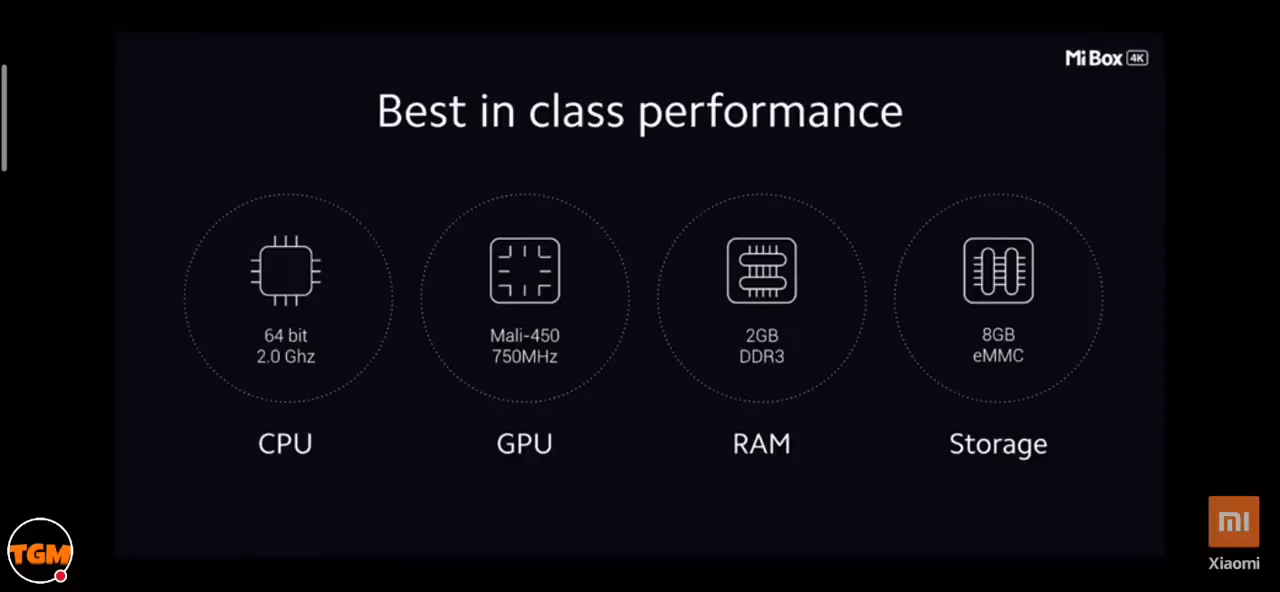 Mi Box 4K
Best in class performance
64 bit
2.0 Ghz
CPU
Mali-450
750MHz
GPU
2GB
DDR3
RAM
8GB
eMMC
Storage
TGM
mi
Xiaomi